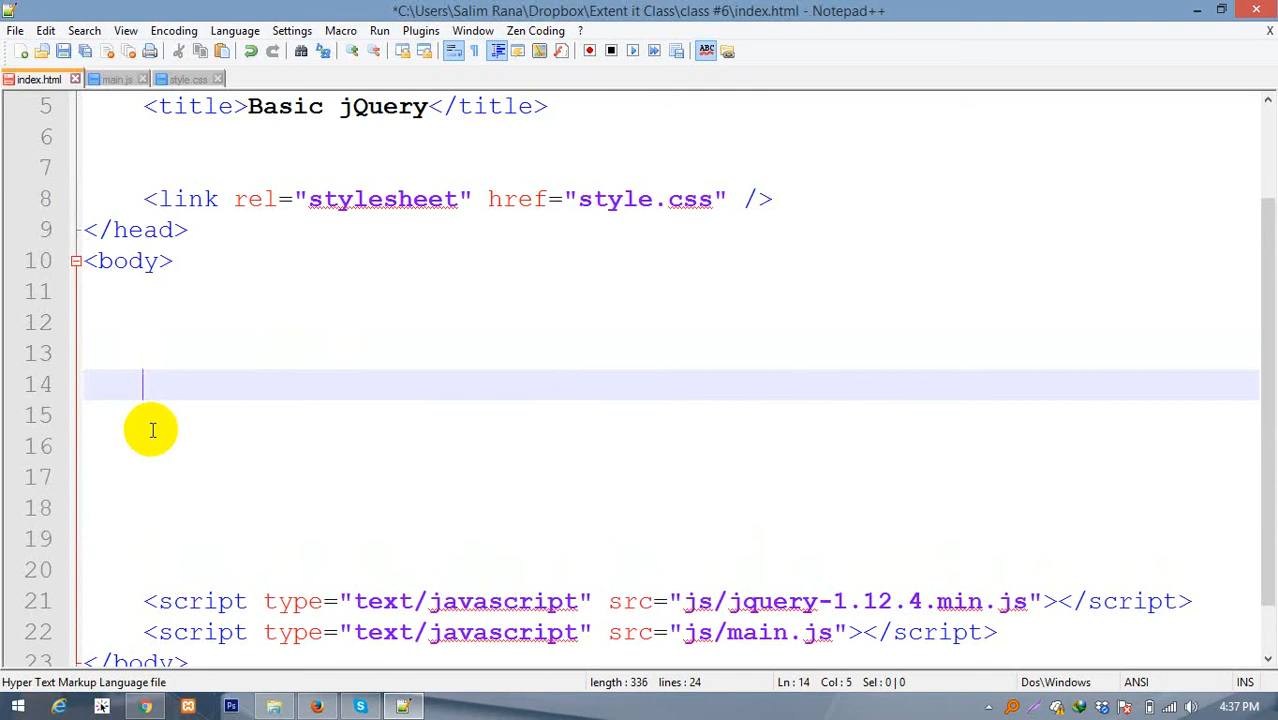 *C:\Users\Salim Rana\Dropbox\Extent it Class\class #6\index.html - Notepad++
File Edit Search View Encoding Language Settings Macro Run Plugins Window Zen Coding ? X
index.html main.js style.css
5 <title>Basic jQuery</title>
6
7
8 <link rel="stylesheet" href="style.css" />
9 </head>
10 <body>
11
12
13
14
15
16
17
18
19
20
21 <script type="text/javascript" src="js/jquery-1.12.4.min.js"></script>
22 <script type="text/javascript" src="js/main.js"></script>
23 </body>
Hyper Text Markup Language file length : 336 lines : 24 Ln : 14 Col : 5 Sel : 0 | 0 Dos\Windows ANSI INS
4:37 PM